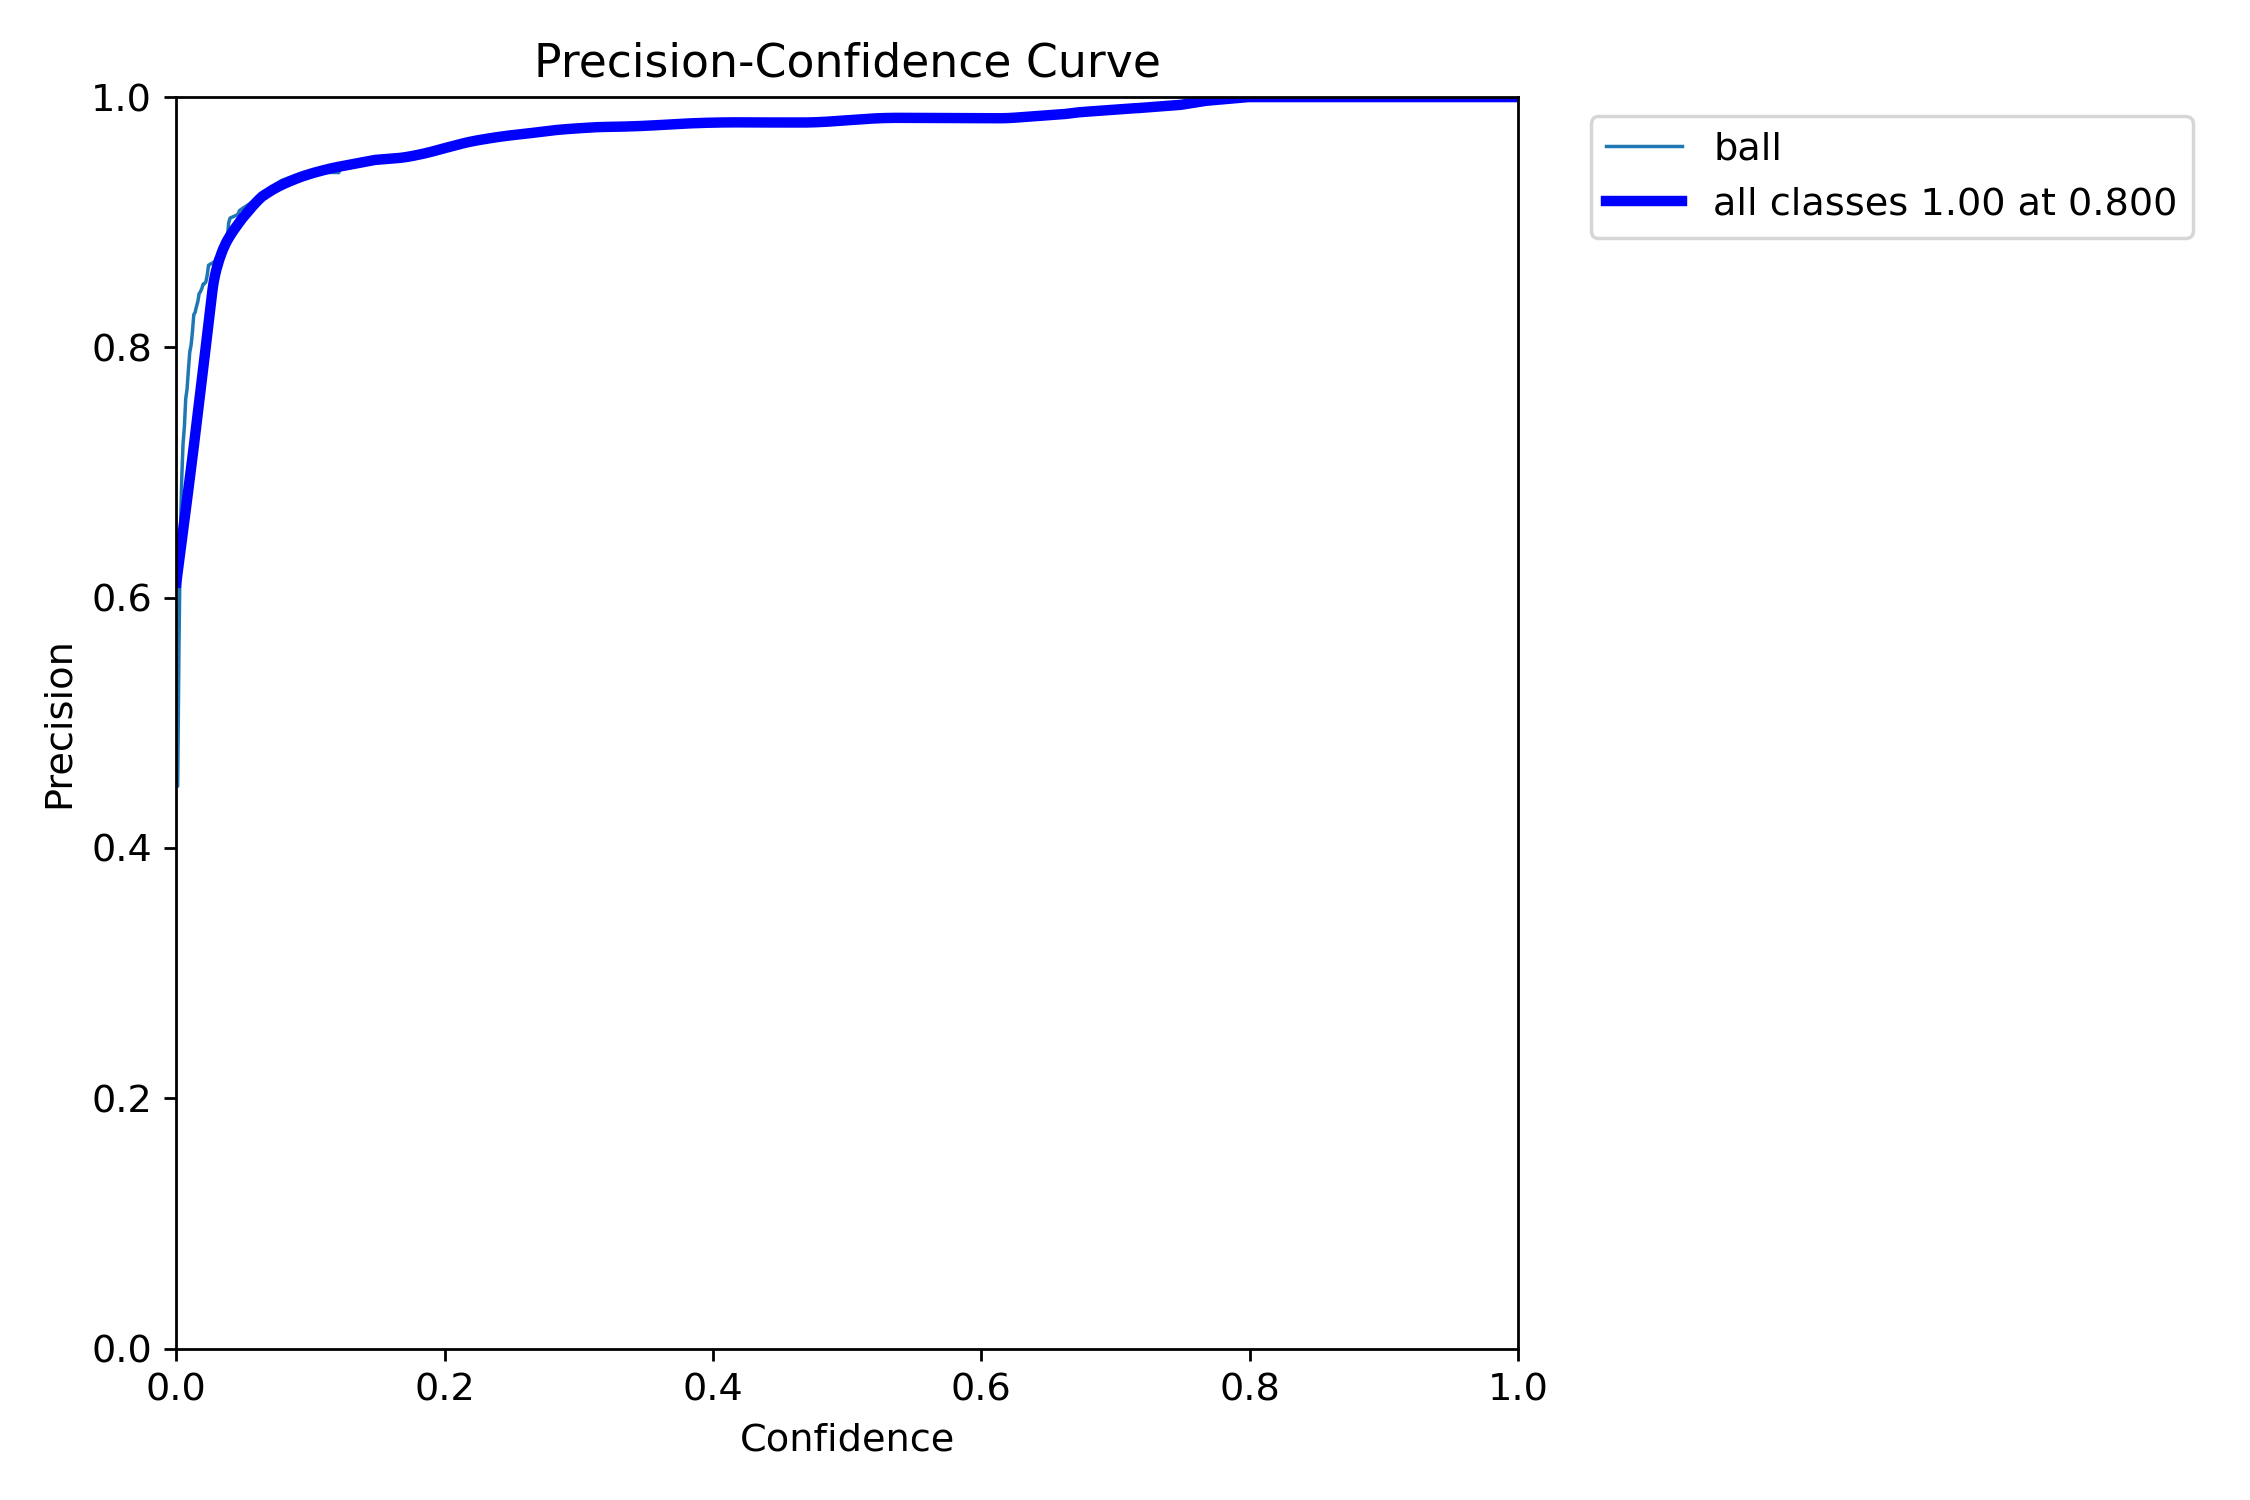 Precision-Confidence Curve
1.0
0.8
0.6
0.4
0.2
0.0
Precision
0.0 0.2 0.4 0.6 0.8 1.0
Confidence
ball
all classes 1.00 at 0.800